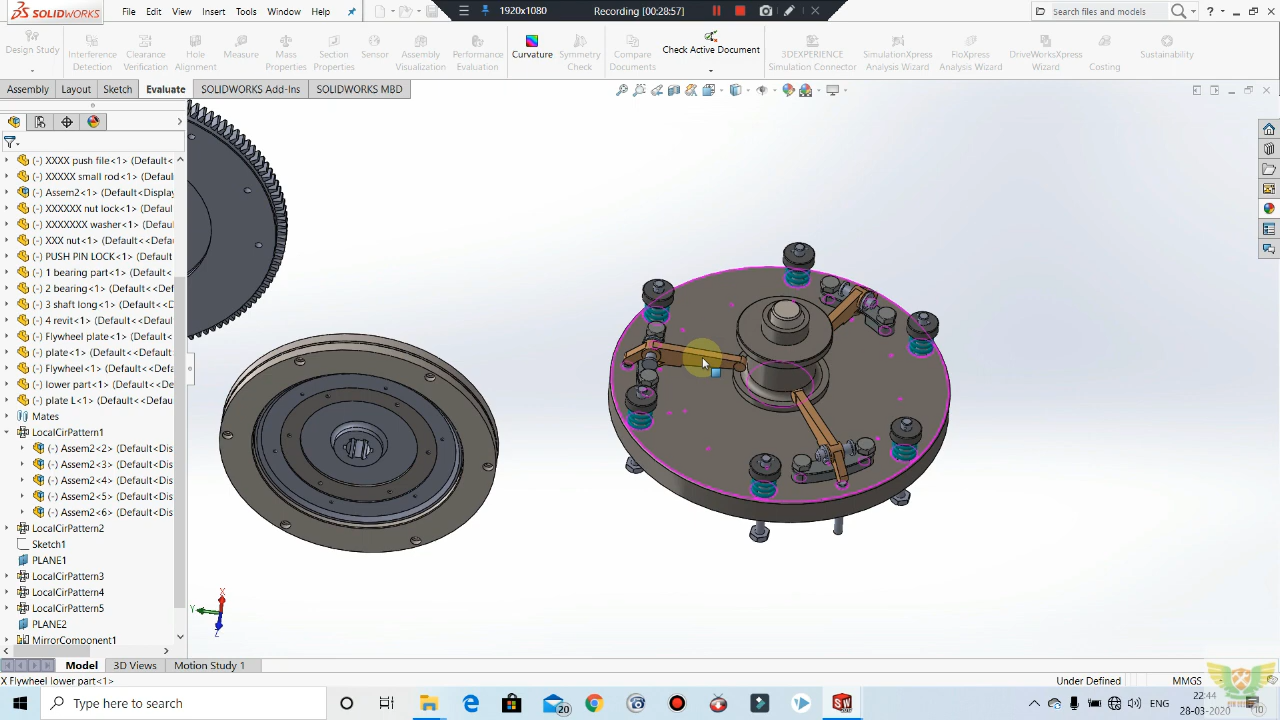 SOLIDWORKS
File Edit View Insert Tools Window Help
1920x1080 Recording [00:28:57]
Search files and models
Design Study
Interference Detection
Clearance Verification
Hole Alignment
Measure
Mass Properties
Section Properties
Sensor
Assembly Visualization
Performance Evaluation
Curvature
Symmetry Check
Compare Documents
Check Active Document
3DEXPERIENCE Simulation Connector
SimulationXpress Analysis Wizard
FloXpress Analysis Wizard
DriveWorksXpress Wizard
Costing
Sustainability
Assembly Layout Sketch Evaluate SOLIDWORKS Add-Ins SOLIDWORKS MBD
(-) XXXX push file<1> (Default<
(-) XXXXX small rod<1> (Default
(-) Assem2<1> (Default<Display
(-) XXXXXX nut lock<1> (Default
(-) XXXXXXX washer<1> (Defaul
(-) XXX nut<1> (Default<<Defau
(-) PUSH PIN LOCK<1> (Default
(-) 1 bearing part<1> (Default<
(-) 2 bearing<1> (Default<<Def
(-) 3 shaft long<1> (Default<<D
(-) 4 revit<1> (Default<<Default
(-) Flywheel plate<1> (Default<
(-) plate<1> (Default<<Default>
(-) Flywheel<1> (Default<<Defa
(-) lower part<1> (Default<<Def
(-) plate L<1> (Default<<Defaul
Mates
LocalCirPattern1
(-) Assem2<2> (Default<Dis
(-) Assem2<3> (Default<Dis
(-) Assem2<4> (Default<Dis
(-) Assem2<5> (Default<Dis
(-) Assem2<6> (Default<Dis
LocalCirPattern2
Sketch1
PLANE1
LocalCirPattern3
LocalCirPattern4
LocalCirPattern5
PLANE2
MirrorComponent1
X
Y
Z
Model 3D Views Motion Study 1
X Flywheel lower part<1>
Under Defined MMGS
Type here to search
20
ENG
22:44
28-03-2020
10